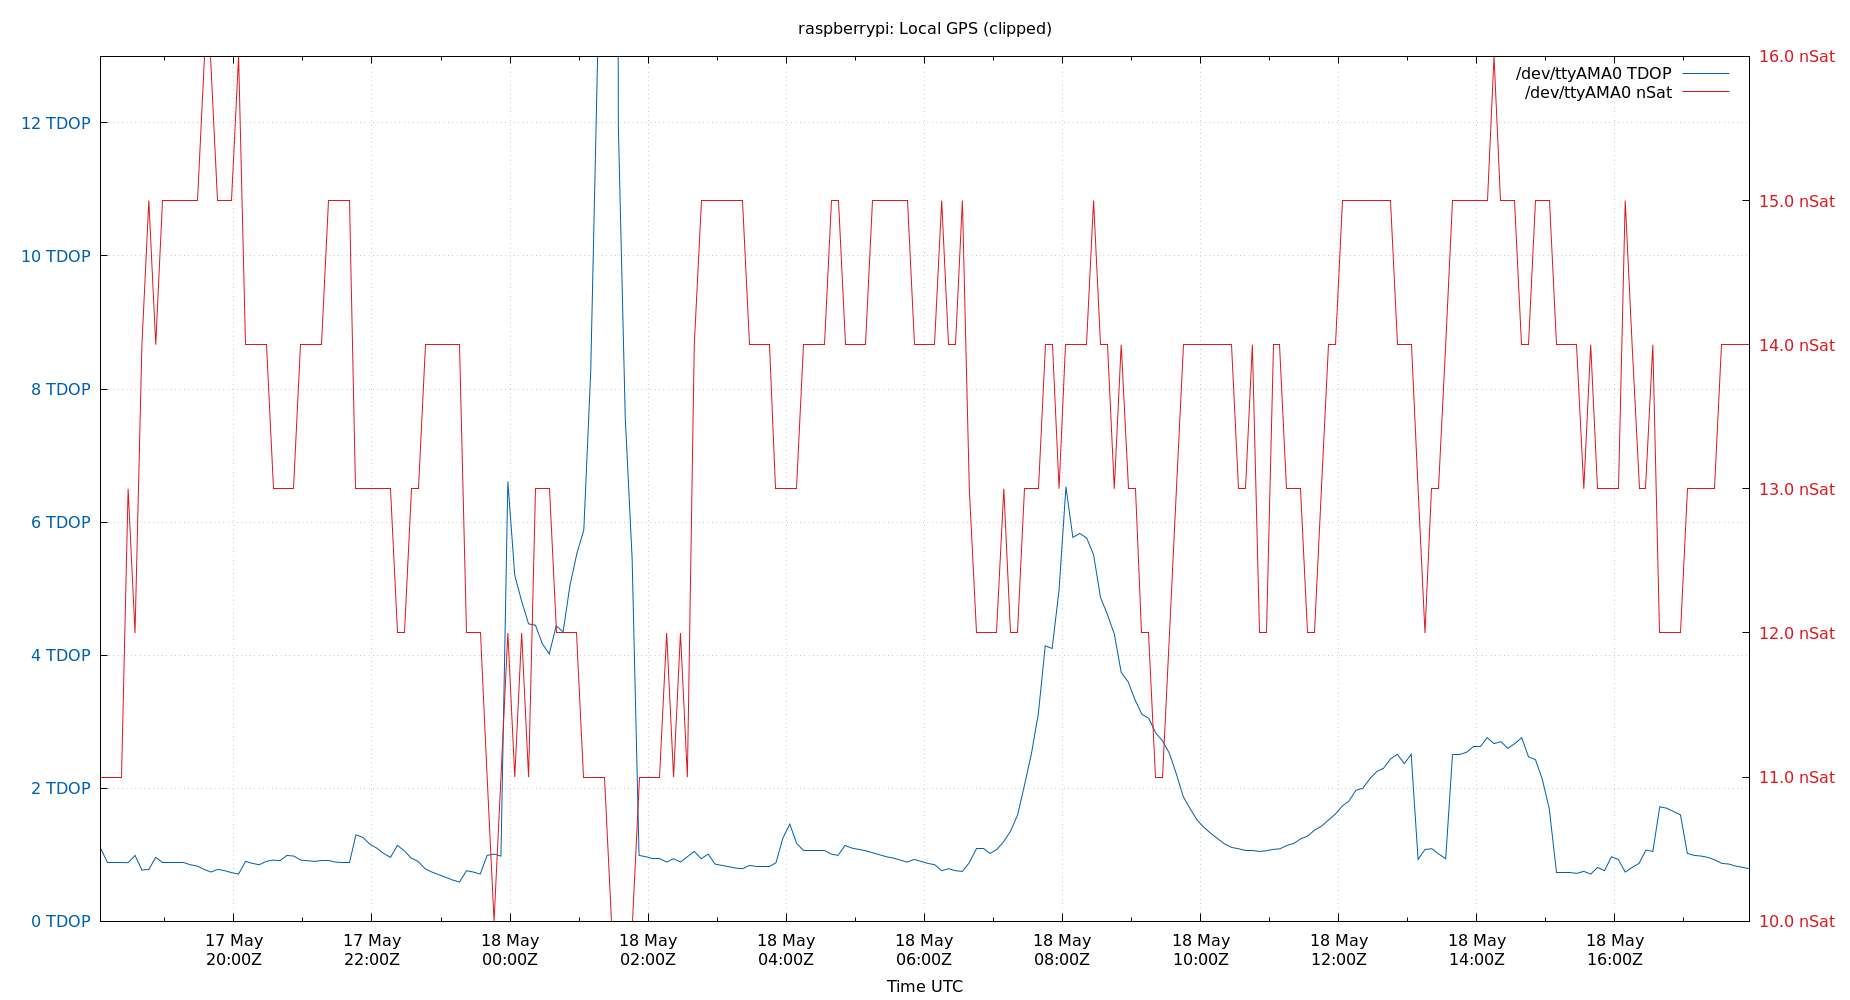 raspberrypi: Local GPS (clipped)
16.0 nSat
/dev/ttyAMA0 TDOP
/dev/ttyAMA0 nSat
12 TDOP
15.0 nSat
10 TDOP
14.0 nSat
8 TDOP
13.0 nSat
6 TDOP
12.0 nSat
4 TDOP
11.0 nSat
2 TDOP
0 TDOP
10.0 nSat
17 May
20:00Z
17 May
22:00Z
18 May
00:00Z
18 May
02:00Z
18 May
04:00Z
18 May
06:00Z
18 May
08:00Z
18 May
10:00Z
18 May
12:00Z
18 May
14:00Z
18 May
16:00Z
Time UTC